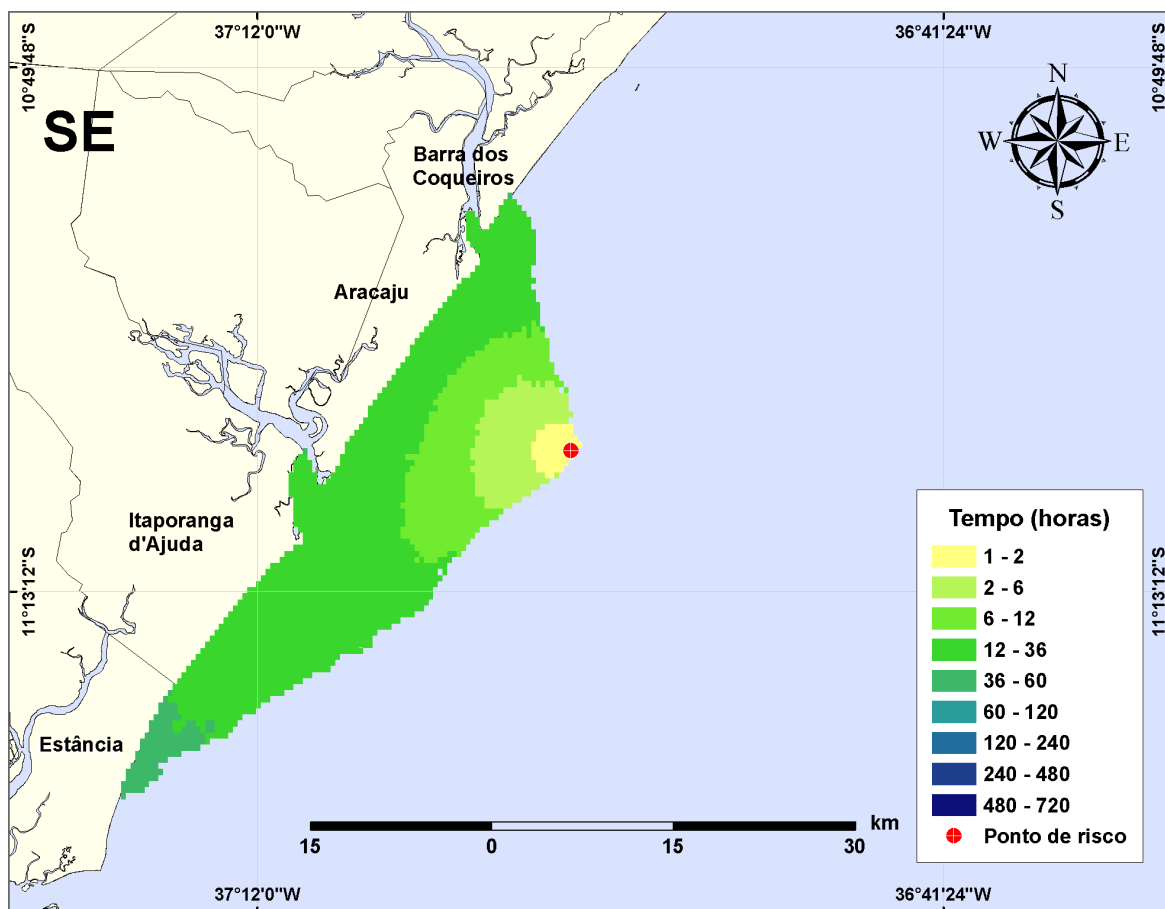 37°12'0"W
36°41'24"W
10°49'48"S
10°49'48"S
SE
N
W
E
S
Barra dos
Coqueiros
Aracaju
Itaporanga
d'Ajuda
Estância
11°13'12"S
11°13'12"S
Tempo (horas)
1 - 2
2 - 6
6 - 12
12 - 36
36 - 60
60 - 120
120 - 240
240 - 480
480 - 720
Ponto de risco
km
15
0
15
30
37°12'0"W
36°41'24"W